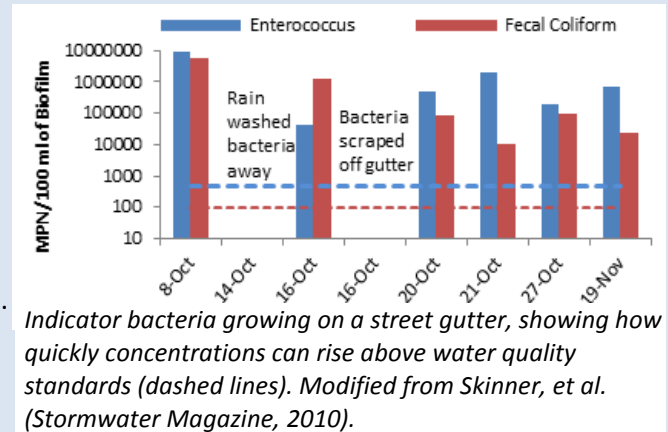 Enterococcus Fecal Coliform
MPN/100 ml of Biofilm
10000000
1000000
100000
10000
1000
100
10
Rain
washed
bacteria
away
Bacteria
scraped
off gutter
8-Oct 14-Oct 16-Oct 16-Oct 20-Oct 21-Oct 27-Oct 19-Nov
.
Indicator bacteria growing on a street gutter, showing how
quickly concentrations can rise above water quality
standards (dashed lines). Modified from Skinner, et al.
(Stormwater Magazine, 2010).